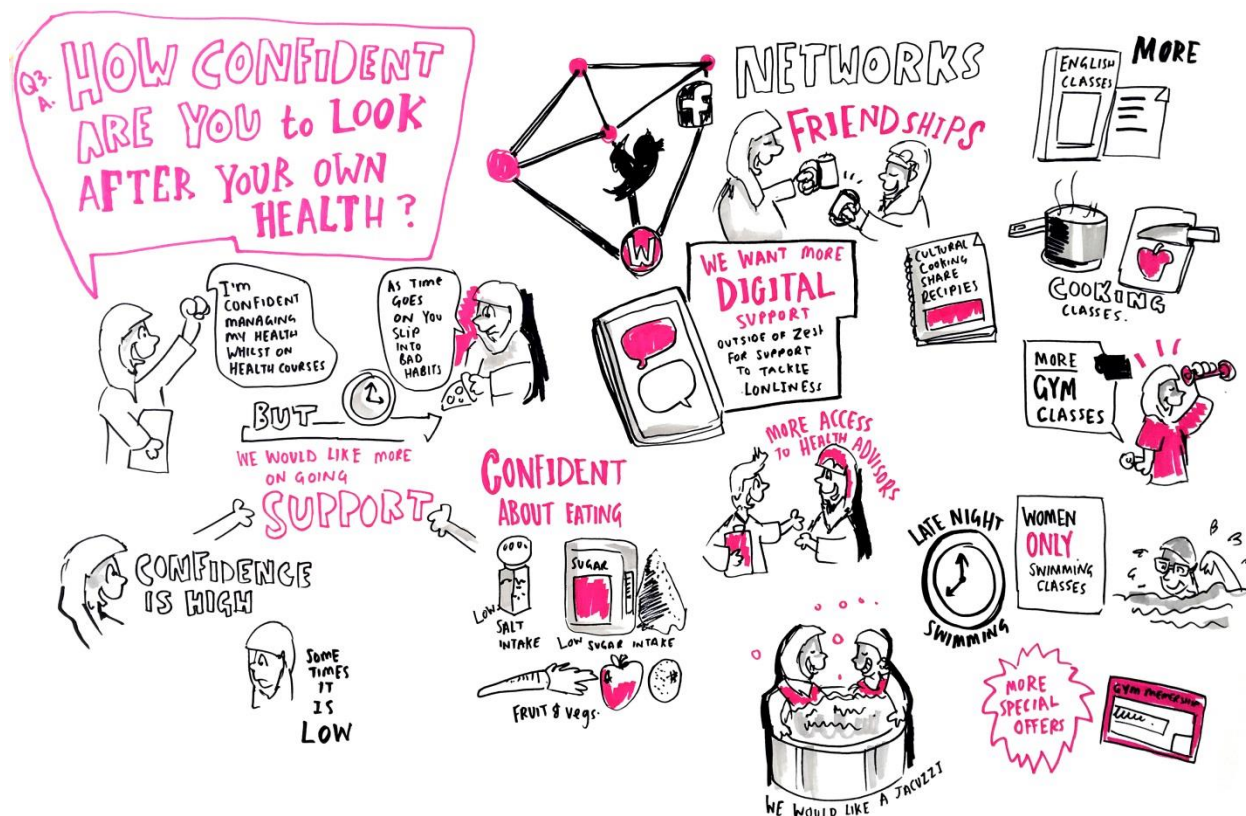 Q3.
A.
HOW CONFIDENT
ARE YOU to LOOK
AFTER YOUR OWN
HEALTH?
I'm
CONFIDENT
MANAGING
MY HEALTH
WHILST ON
HEALTH COURSES
BUT
AS TIME
GOES
ON YOU
SLIP
INTO
BAD
HABITS
WE WOULD LIKE MORE
ON GOING
SUPPORT
CONFIDENCE
IS HIGH
SOME
TIMES
IT
IS
LOW
f
W
NETWORKS
FRIENDSHIPS
WE WANT MORE
DIGITAL
SUPPORT
OUTSIDE OF Zest
FOR SUPPORT
TO TACKLE
LONLINESS
CULTURAL
COOKING
SHARE
RECIPIES
CONFIDENT
ABOUT EATING
LOW
SALT
INTAKE
SUGAR
LOW SUGAR INTAKE
FRUIT & Vegs.
MORE ACCESS
TO HEALTH ADVISORS
WE WOULD LIKE A JACUZZI
MORE
ENGLISH
CLASSES
COOKING
CLASSES.
MORE
GYM
CLASSES
LATE NIGHT
SWIMMING
WOMEN
ONLY
SWIMMING
CLASSES
MORE
SPECIAL
OFFERS
GYM MEMERSHIP